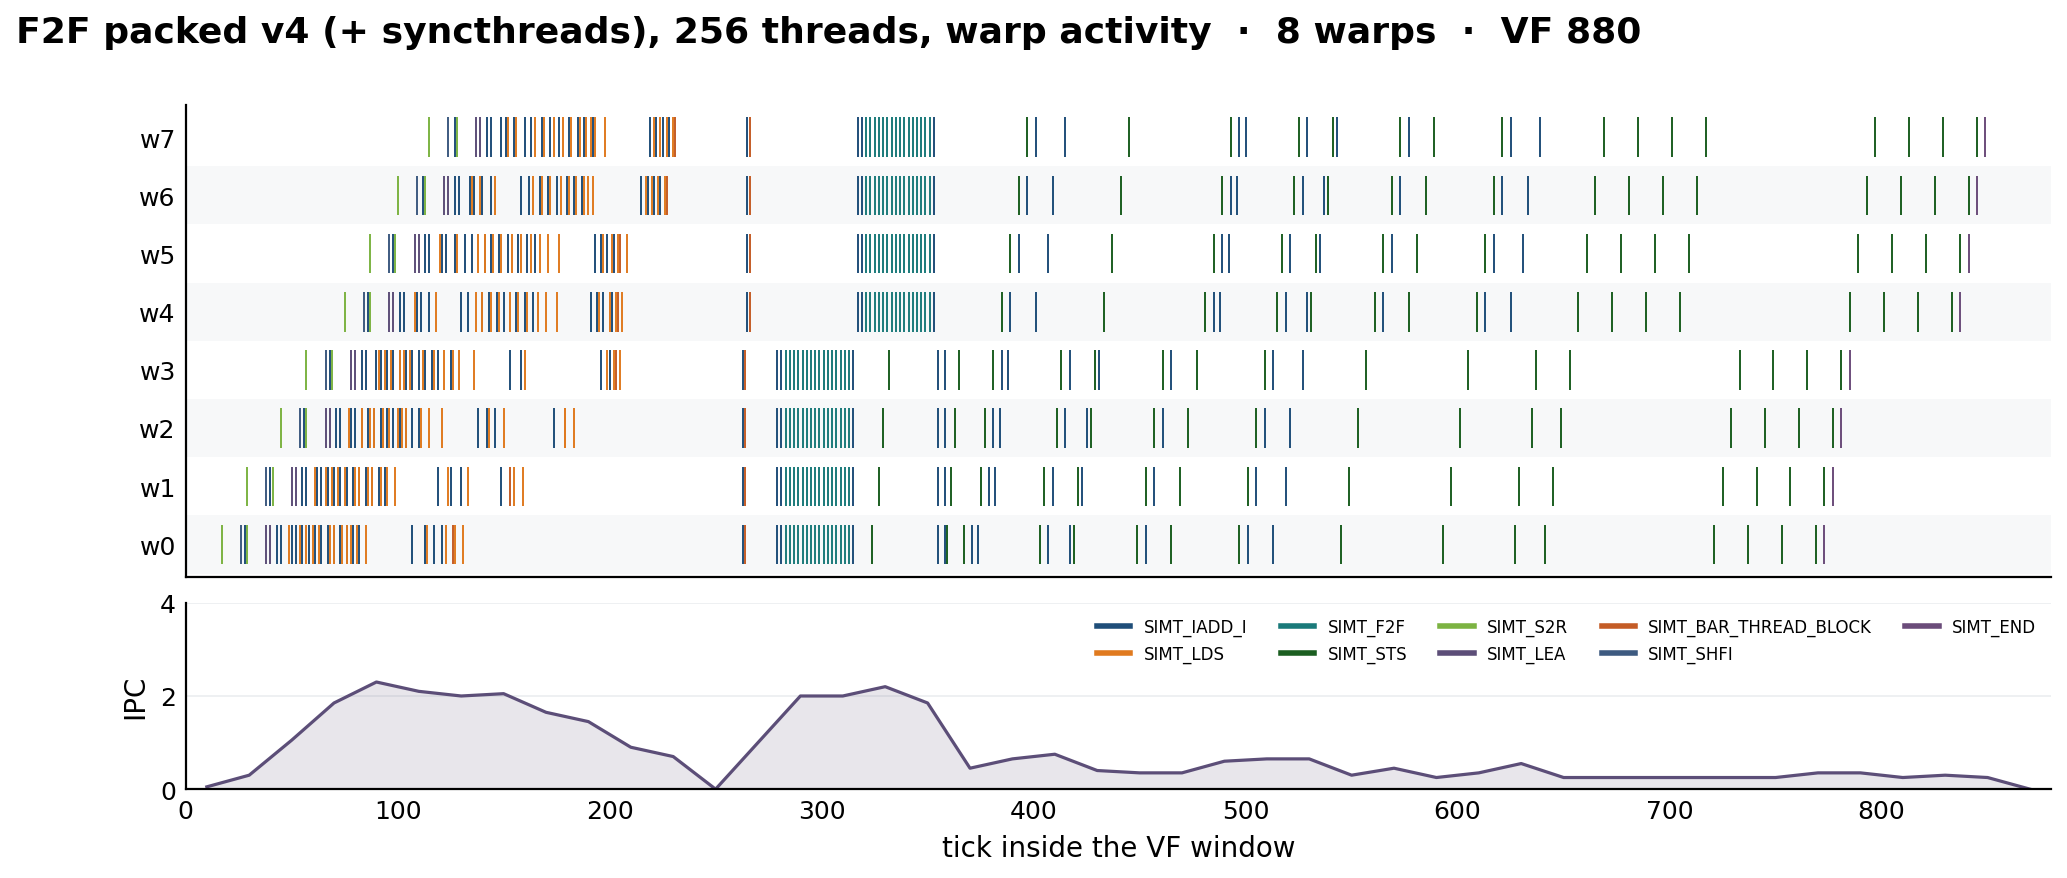 F2F packed v4 (+ syncthreads), 256 threads, warp activity · 8 warps · VF 880
w7
w6
w5
w4
w3
w2
w1
w0
4
2
0
IPC
SIMT_IADD_I SIMT_F2F SIMT_S2R SIMT_BAR_THREAD_BLOCK SIMT_END
SIMT_LDS SIMT_STS SIMT_LEA SIMT_SHFI
0 100 200 300 400 500 600 700 800
tick inside the VF window